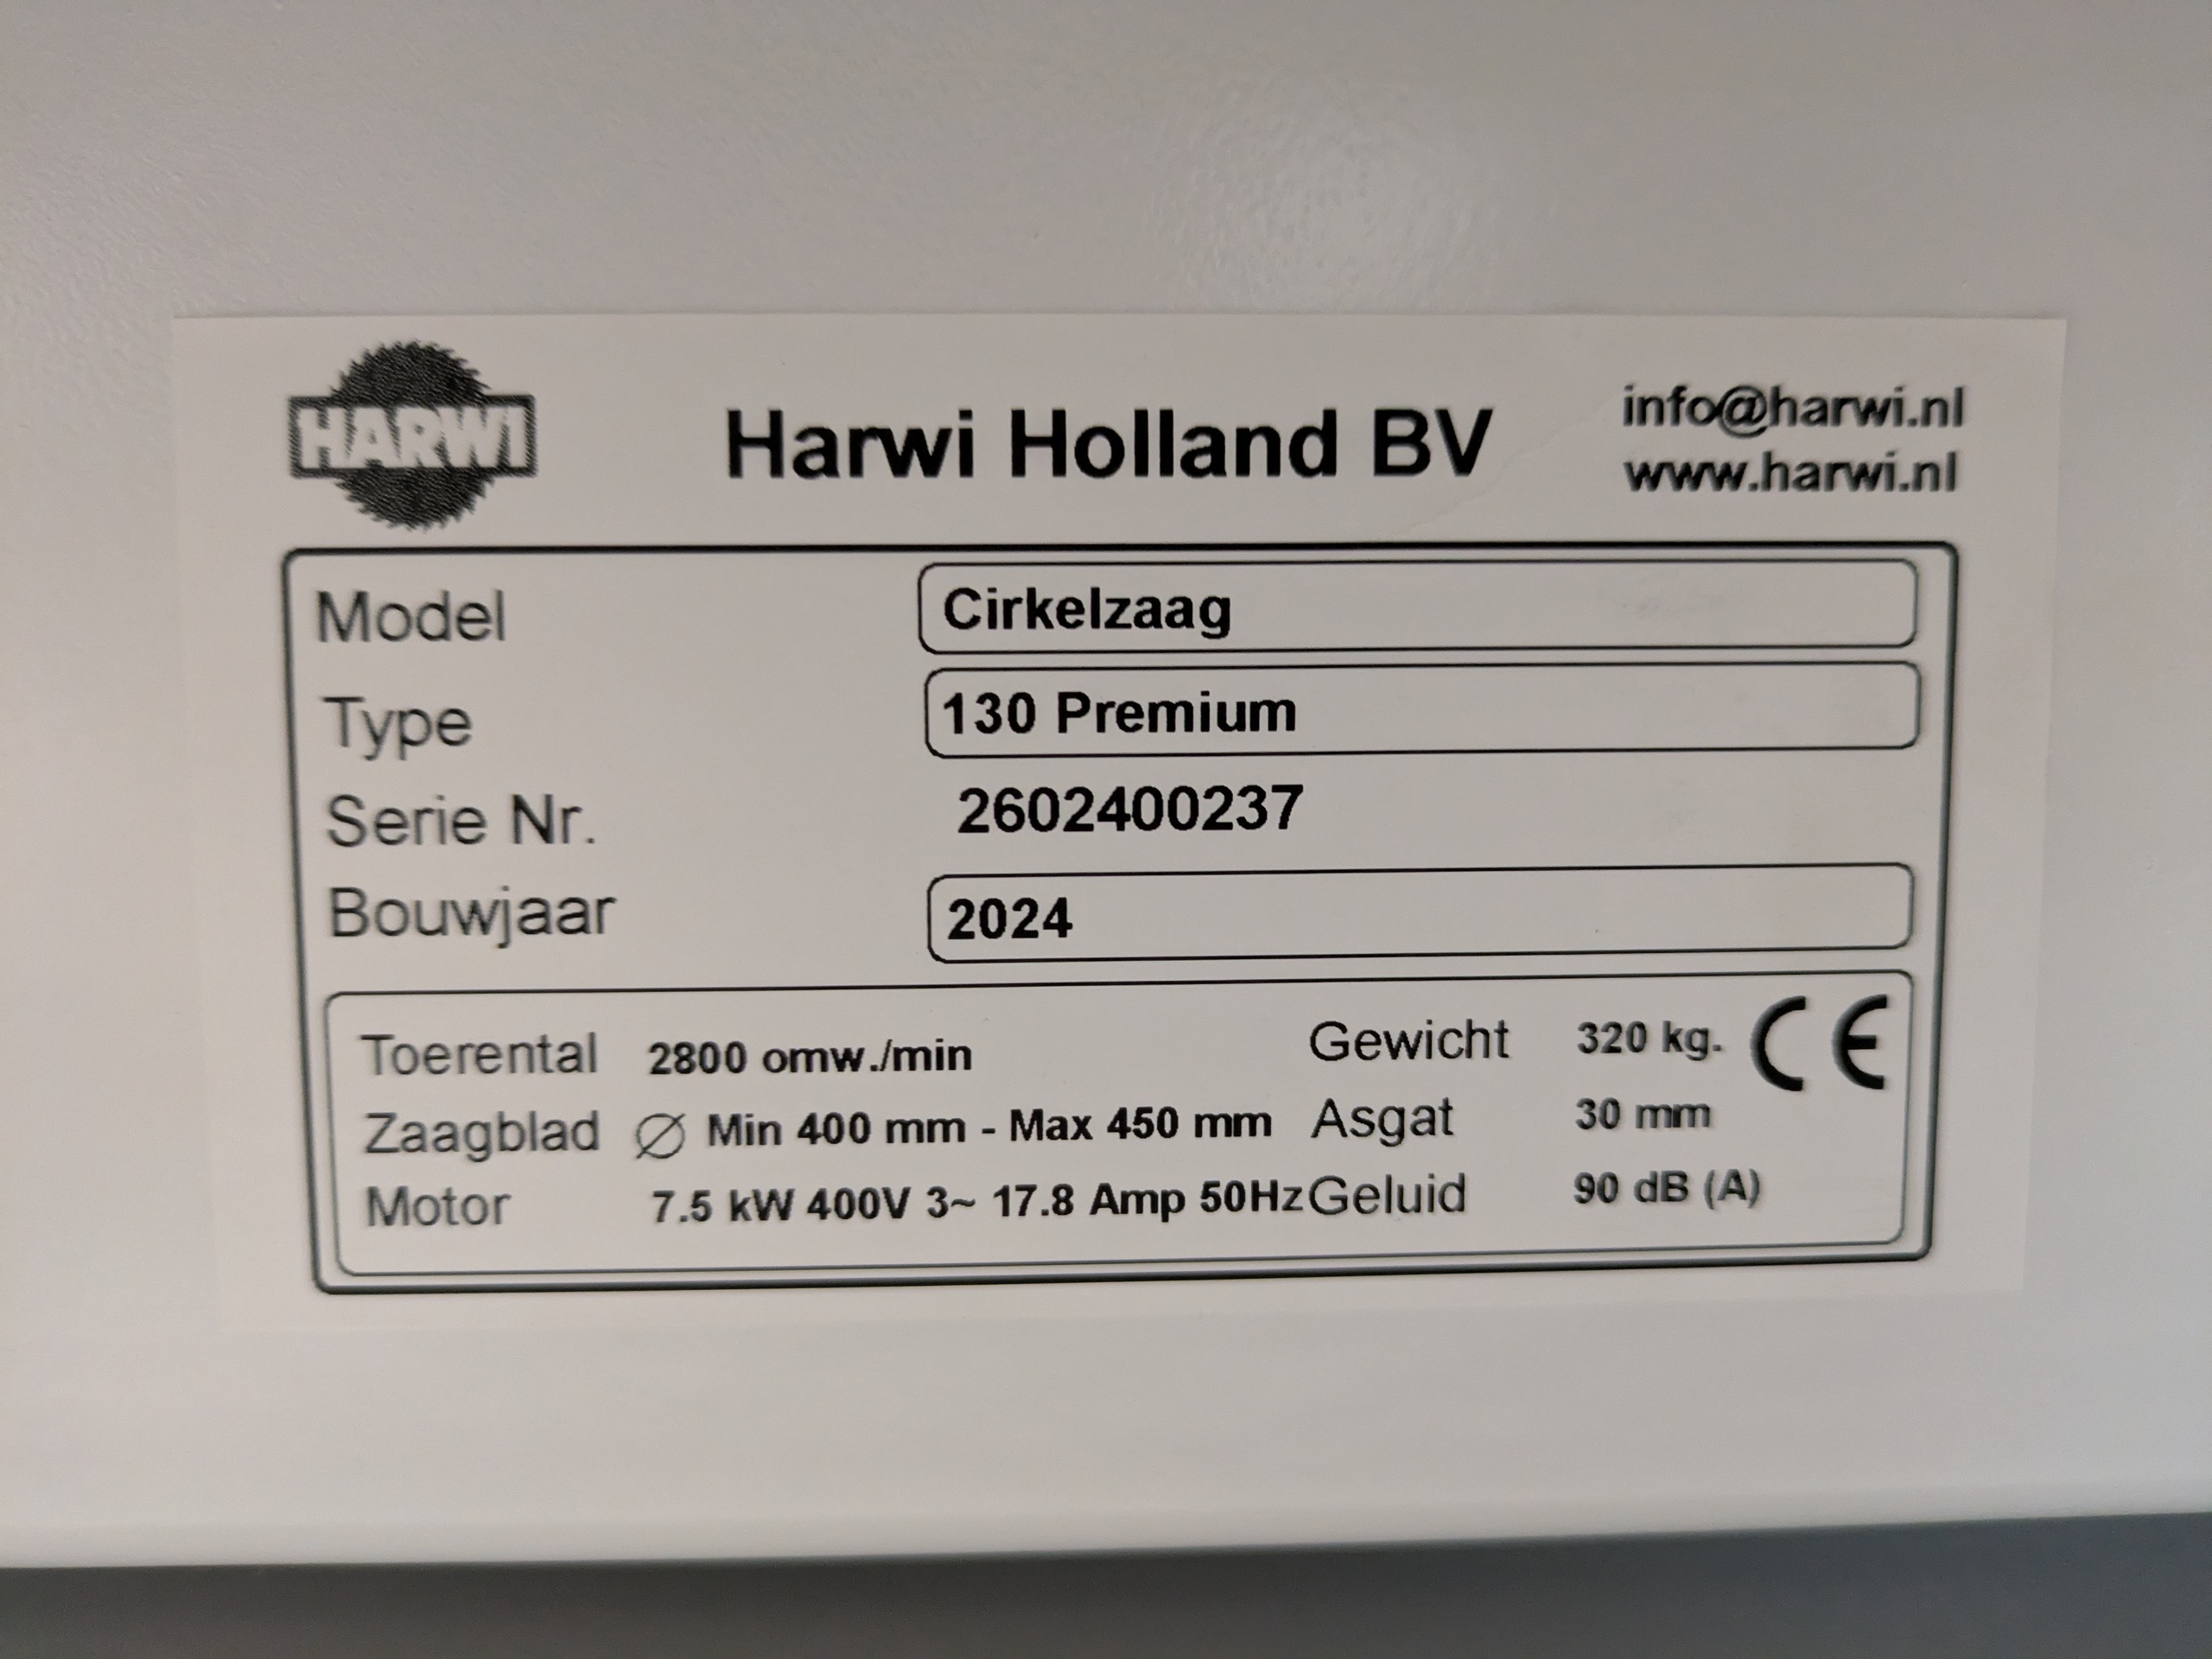 HARWI
Harwi Holland BV
info@harwi.nl
www.harwi.nl
Model Cirkelzaag
Type 130 Premium
Serie Nr. 2602400237
Bouwjaar 2024
Toerental 2800 omw./min Gewicht 320 kg. CE
Zaagblad ∅ Min 400 mm - Max 450 mm Asgat 30 mm
Motor 7.5 kW 400V 3~ 17.8 Amp 50Hz Geluid 90 dB (A)